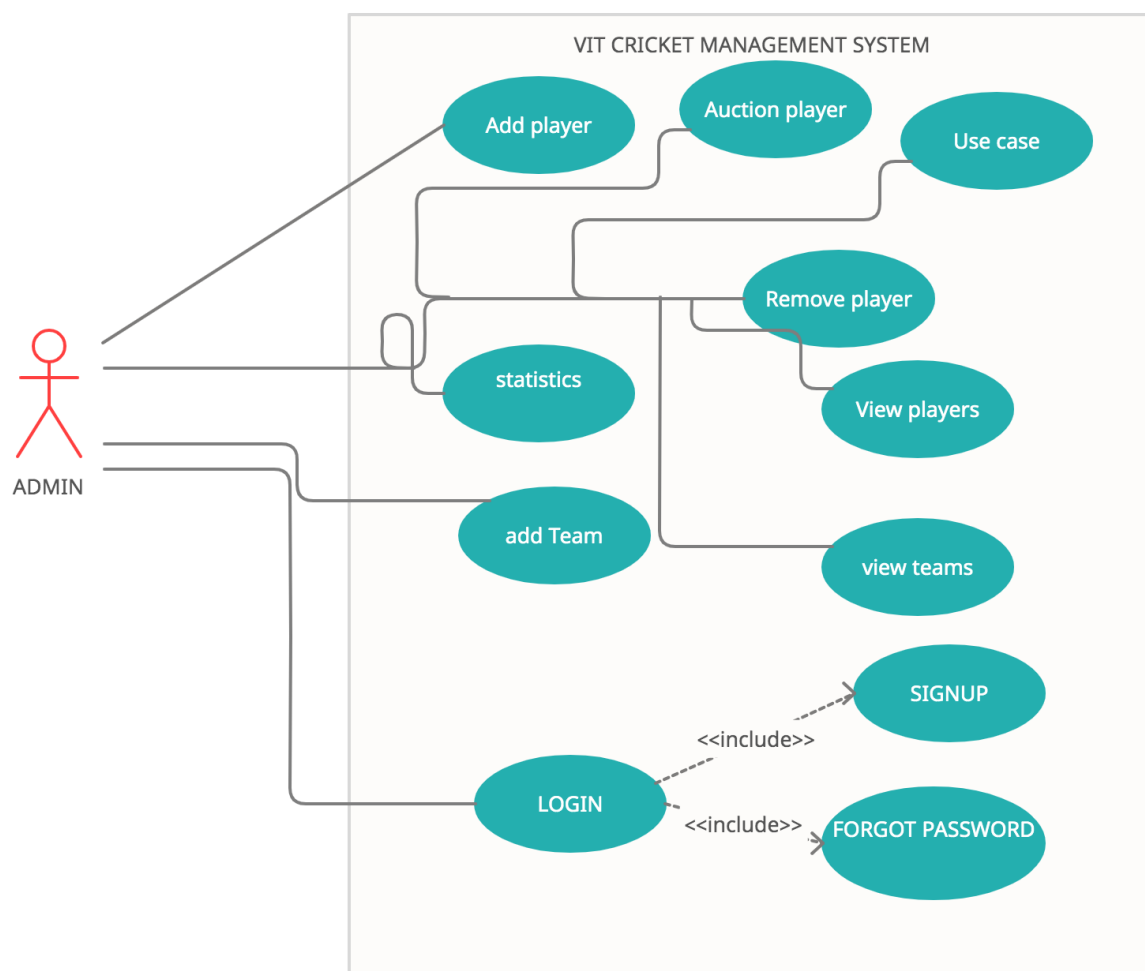 VIT CRICKET MANAGEMENT SYSTEM
Add player
Auction player
Use case
Remove player
statistics
View players
ADMIN
add Team
view teams
SIGNUP
<<include>>
LOGIN
<<include>>
FORGOT PASSWORD